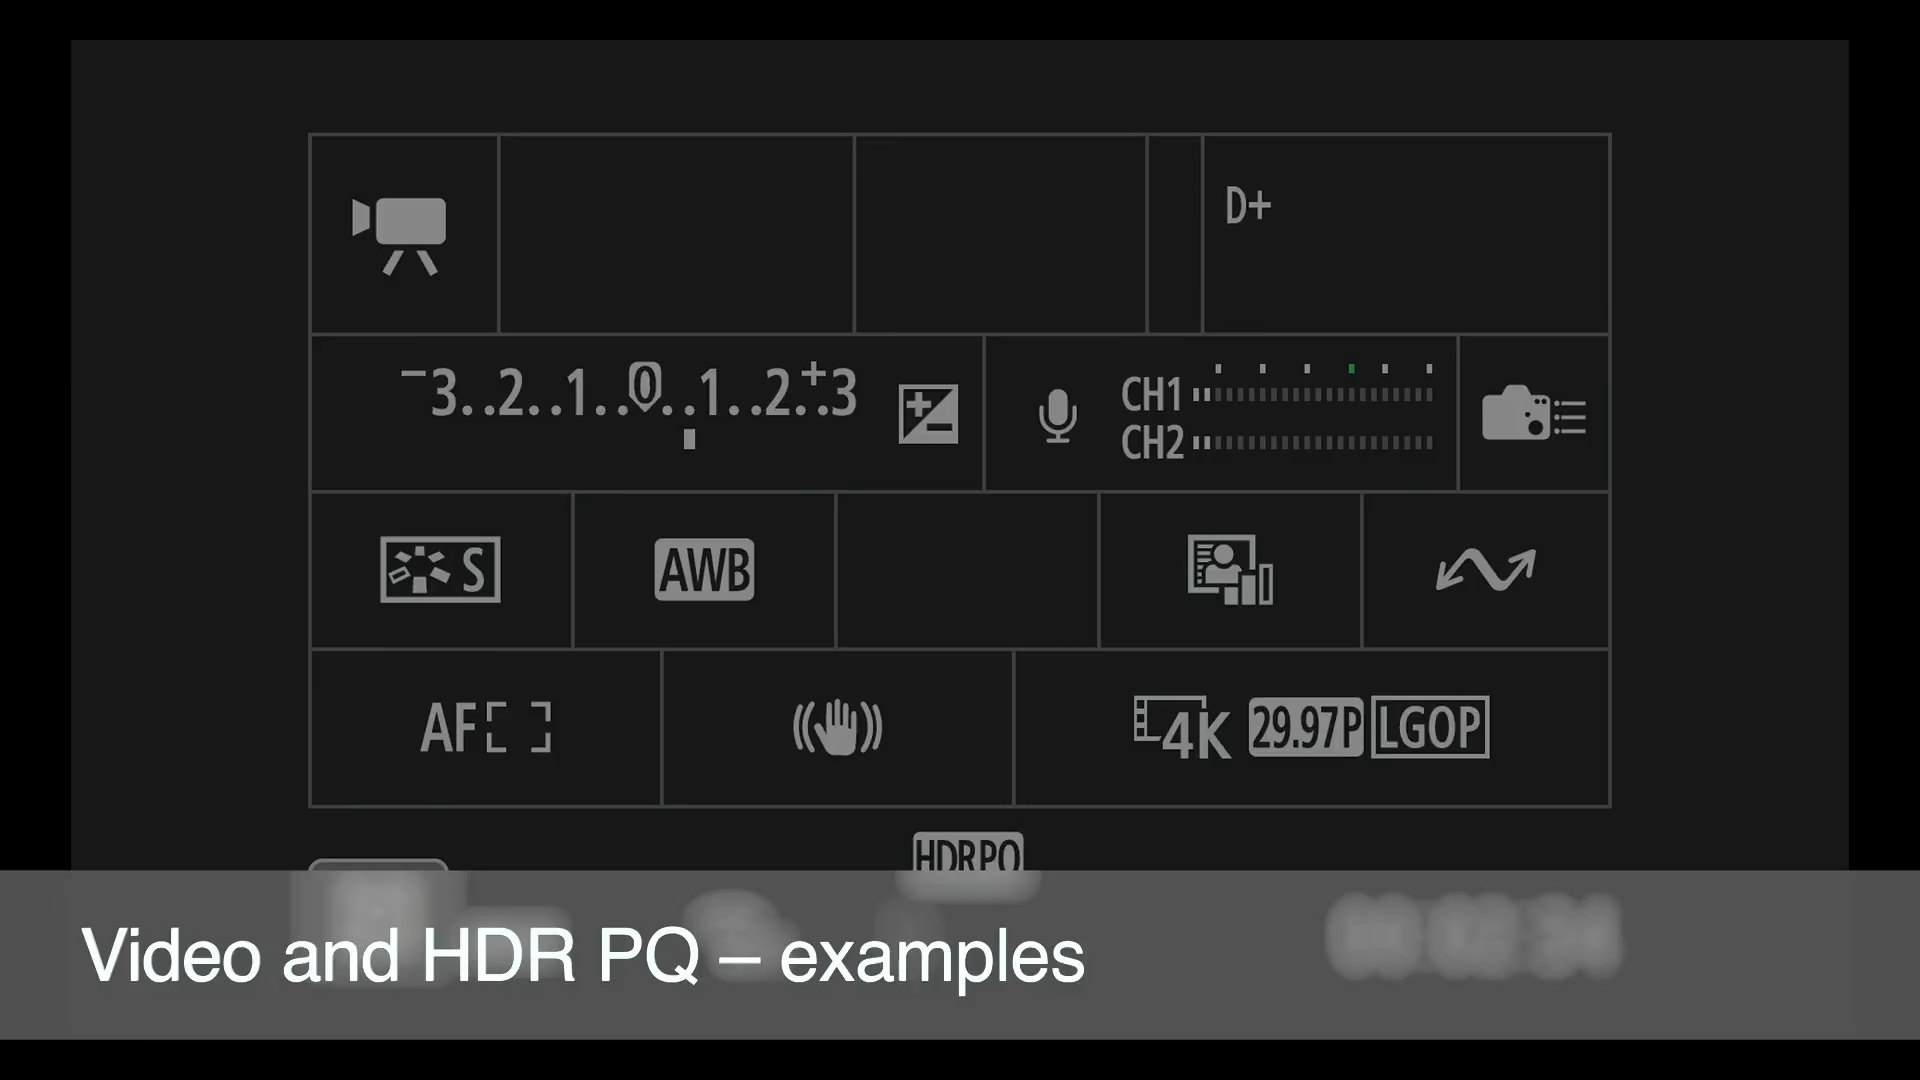 D+
−3..2..1..0..1..2..+3
CH1
CH2
S
AWB
AF
4K 29.97P LGOP
HDR PQ
Video and HDR PQ – examples